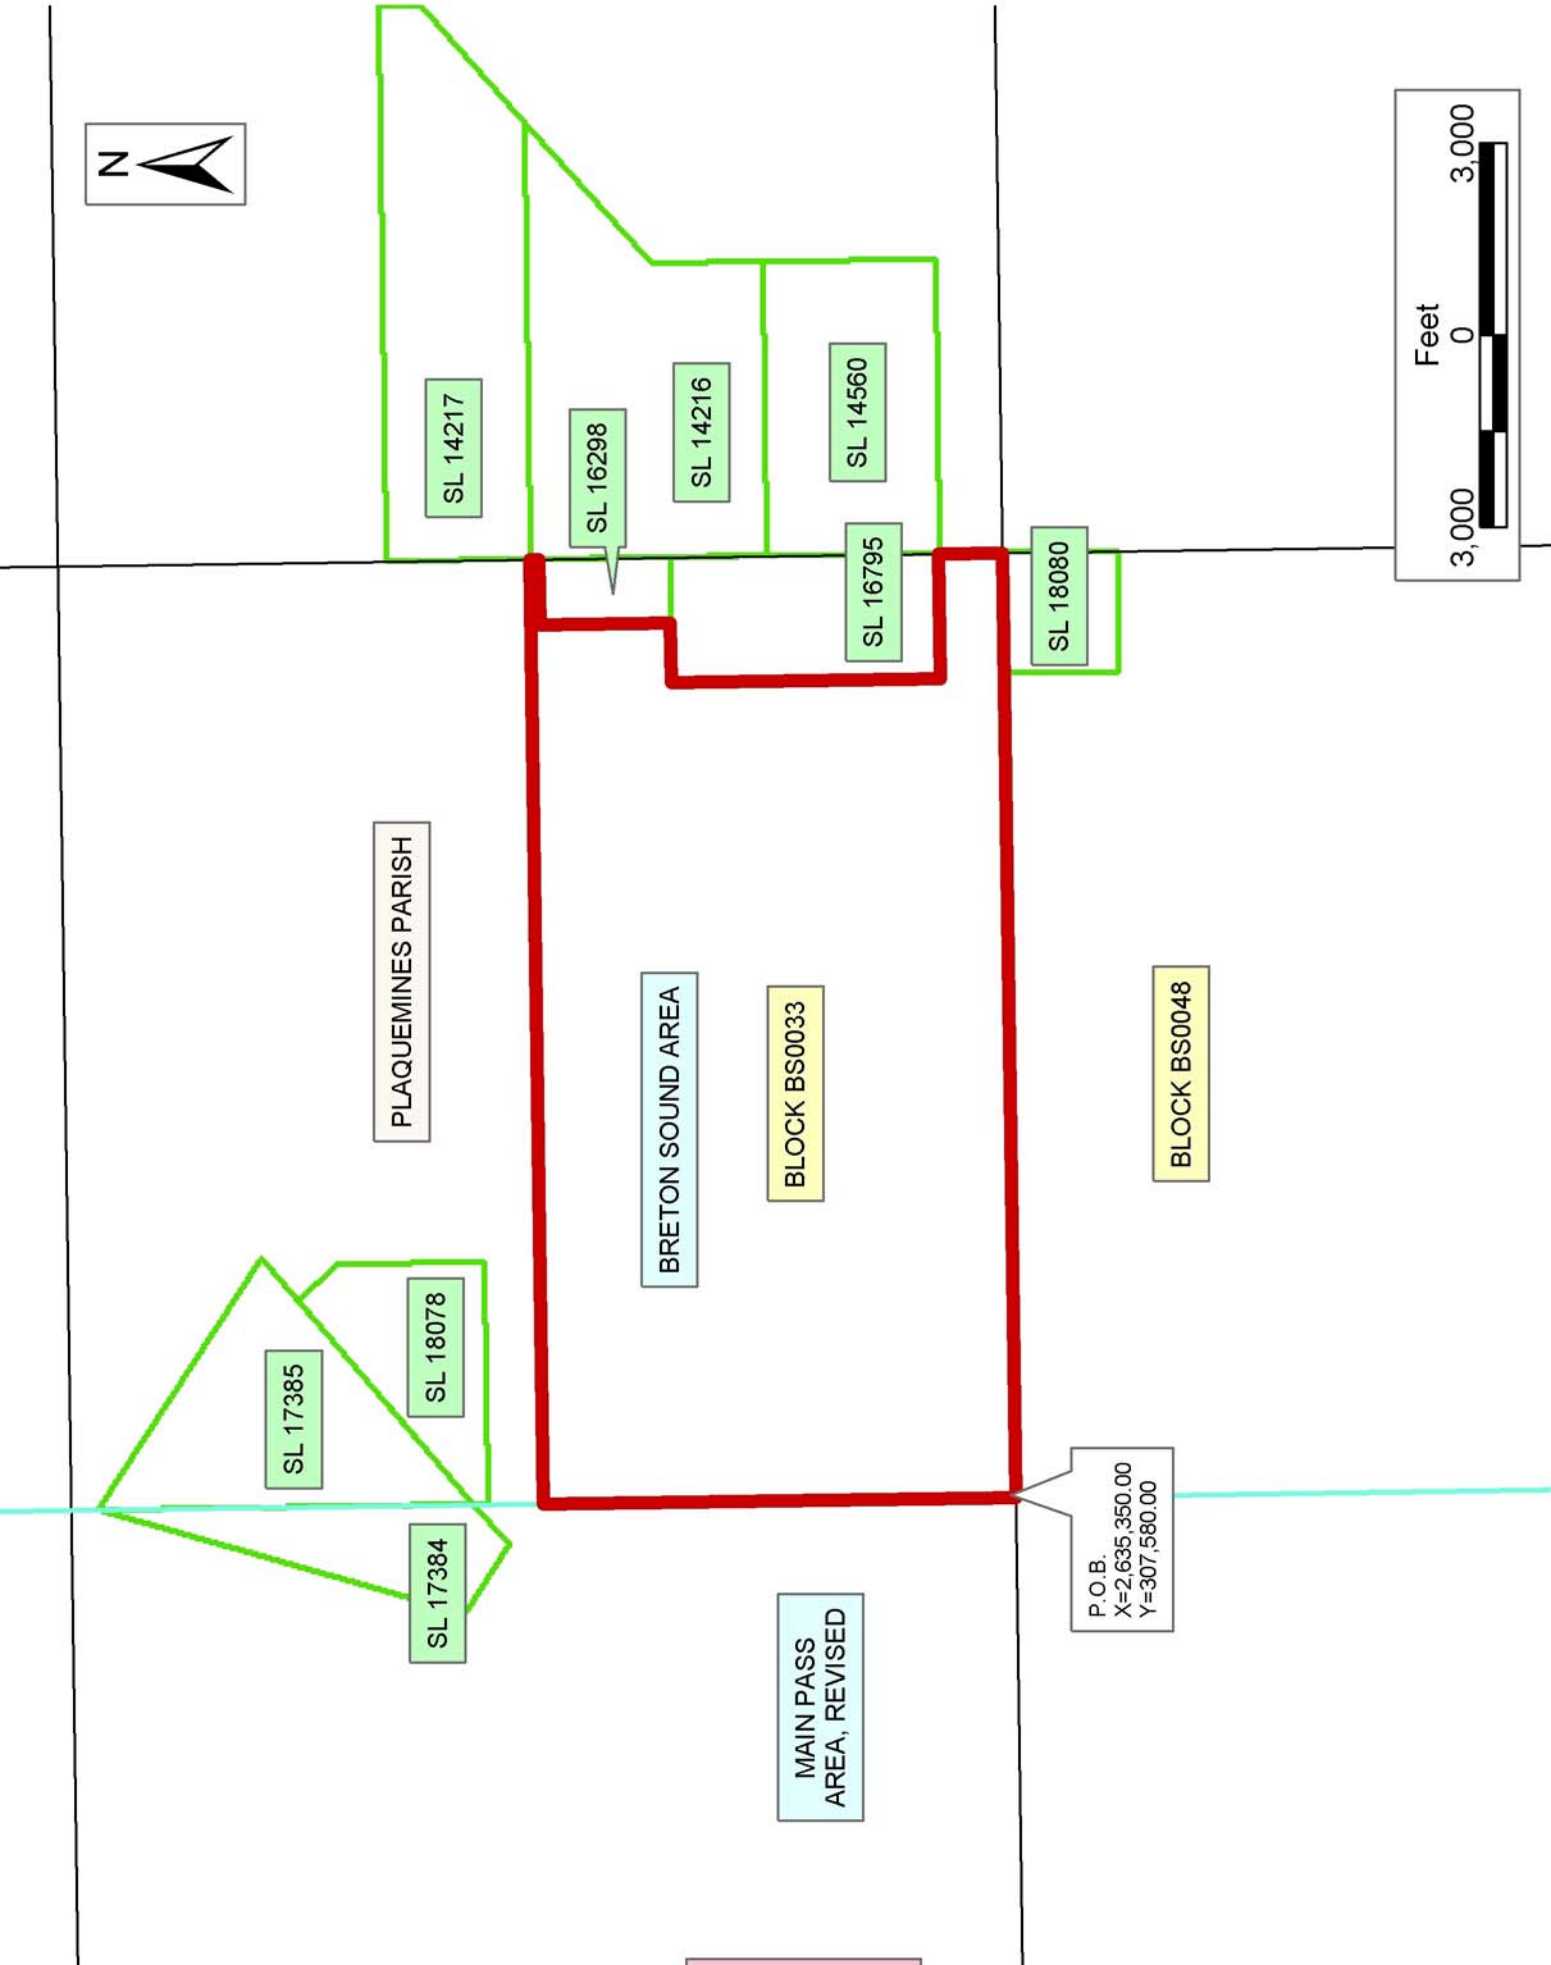 N
SL 14217
SL 16298
SL 14216
SL 14560
SL 16795
SL 18080
PLAQUEMINES PARISH
BRETON SOUND AREA
BLOCK BS0033
BLOCK BS0048
SL 17385
SL 18078
SL 17384
MAIN PASS
AREA, REVISED
P.O.B.
X=2,635,350.00
Y=307,580.00
Feet
3,000 0 3,000